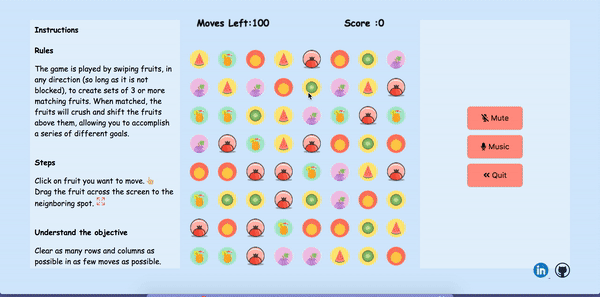 Moves Left:100 Score :0
Instructions
Rules
The game is played by swiping fruits, in
any direction (so long as it is not
blocked), to create sets of 3 or more
matching fruits. When matched, the
fruits will crush and shift the fruits
above them, allowing you to accomplish
a series of different goals.
Steps
Click on fruit you want to move. 👆
Drag the fruit across the screen to the
neighboring spot.
Understand the objective
Clear as many rows and columns as
possible in as few moves as possible.
Mute
Music
Quit
in